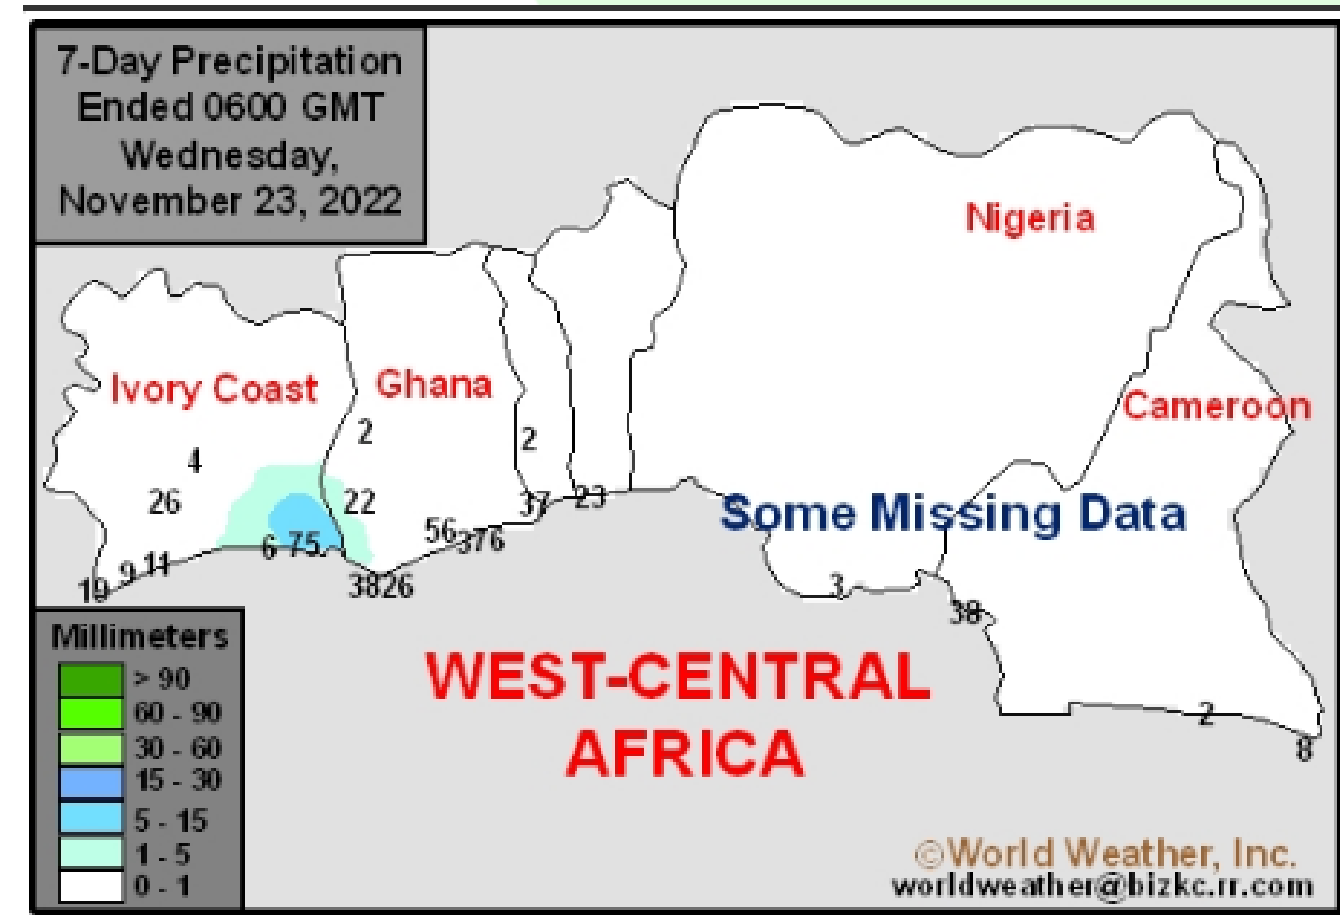 7-Day Precipitation
Ended 0600 GMT
Wednesday,
November 23, 2022
Nigeria
Ivory Coast
Ghana
Cameroon
2
2
4
26
22
37
23
Some Missing Data
56
376
6
75
11
9
19
3826
3
38
Millimeters
> 90
60 - 90
30 - 60
15 - 30
5 - 15
1 - 5
0 - 1
WEST-CENTRAL
AFRICA
2
8
©World Weather, Inc.
worldweather@bizkc.rr.com